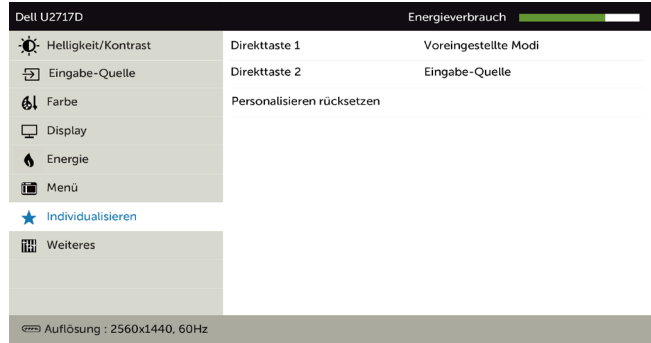 Dell U2717D Energieverbrauch
Helligkeit/Kontrast Direkttaste 1 Voreingestellte Modi
Eingabe-Quelle Direkttaste 2 Eingabe-Quelle
Farbe Personalisieren rücksetzen
Display
Energie
Menü
Individualisieren
Weiteres
Auflösung : 2560x1440, 60Hz